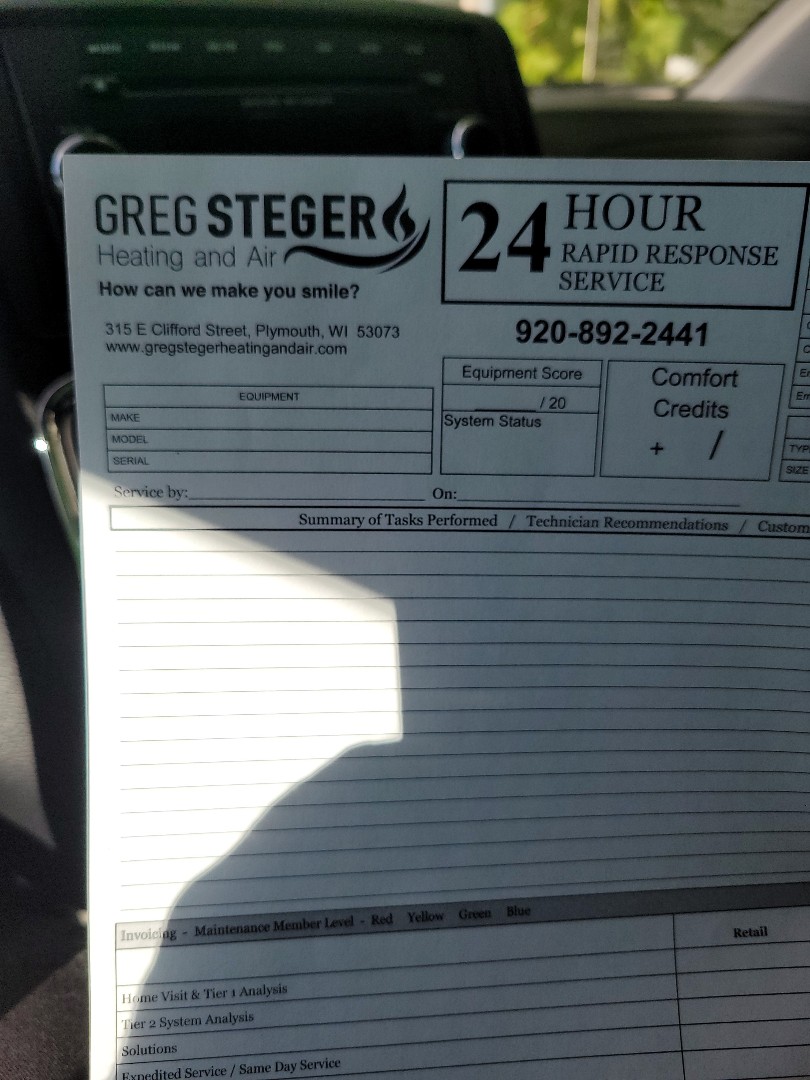 GREG STEGER
Heating and Air
How can we make you smile?
315 E Clifford Street, Plymouth, WI 53073
www.gregstegerheatingandair.com
24 HOUR
RAPID RESPONSE
SERVICE
920-892-2441
EQUIPMENT
MAKE
MODEL
SERIAL
Equipment Score
/ 20
System Status
Comfort
Credits
+ /
TYP
SIZE
Service by: On:
Summary of Tasks Performed / Technician Recommendations / Custom
Invoicing - Maintenance Member Level - Red Yellow Green Blue
Retail
Home Visit & Tier 1 Analysis
Tier 2 System Analysis
Solutions
Expedited Service / Same Day Service